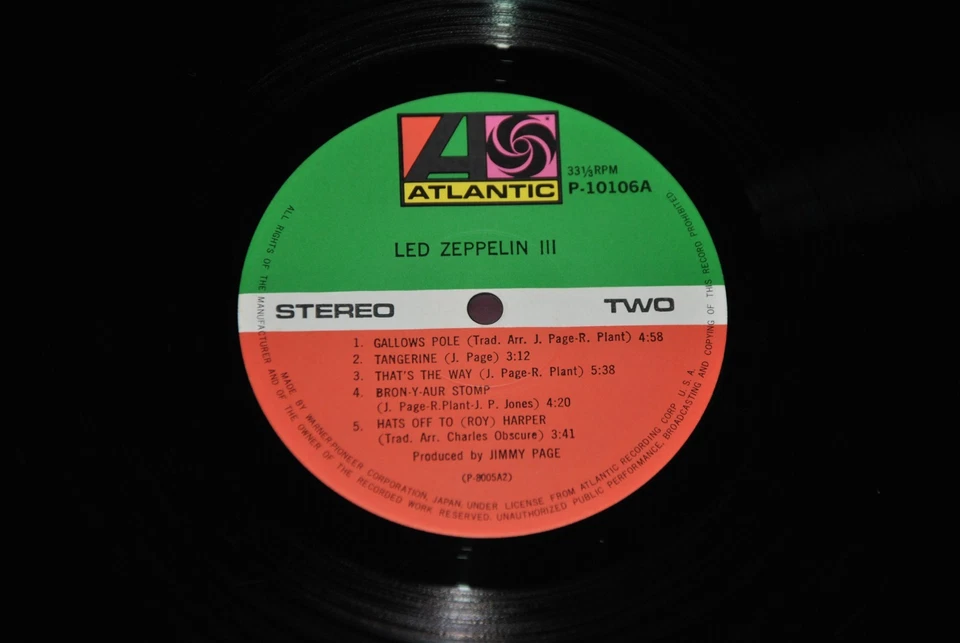 ATLANTIC
33⅓ RPM
P-10106A
LED ZEPPELIN III
STEREO
TWO
1. GALLOWS POLE (Trad. Arr. J. Page-R. Plant) 4:58
2. TANGERINE (J. Page) 3:12
3. THAT'S THE WAY (J. Page-R. Plant) 5:38
4. BRON-Y-AUR STOMP
(J. Page-R.Plant-J. P. Jones) 4:20
5. HATS OFF TO (ROY) HARPER
(Trad. Arr. Charles Obscure) 3:41
Produced by JIMMY PAGE
(P-8005A2)
ALL RIGHTS OF THE MANUFACTURER AND OF THE OWNER OF THE RECORDED WORK RESERVED. UNAUTHORIZED PUBLIC PERFORMANCE, BROADCASTING AND COPYING OF THIS RECORD PROHIBITED.
MADE BY WARNER-PIONEER CORPORATION, JAPAN, UNDER LICENSE FROM ATLANTIC RECORDING CORP. U.S.A.